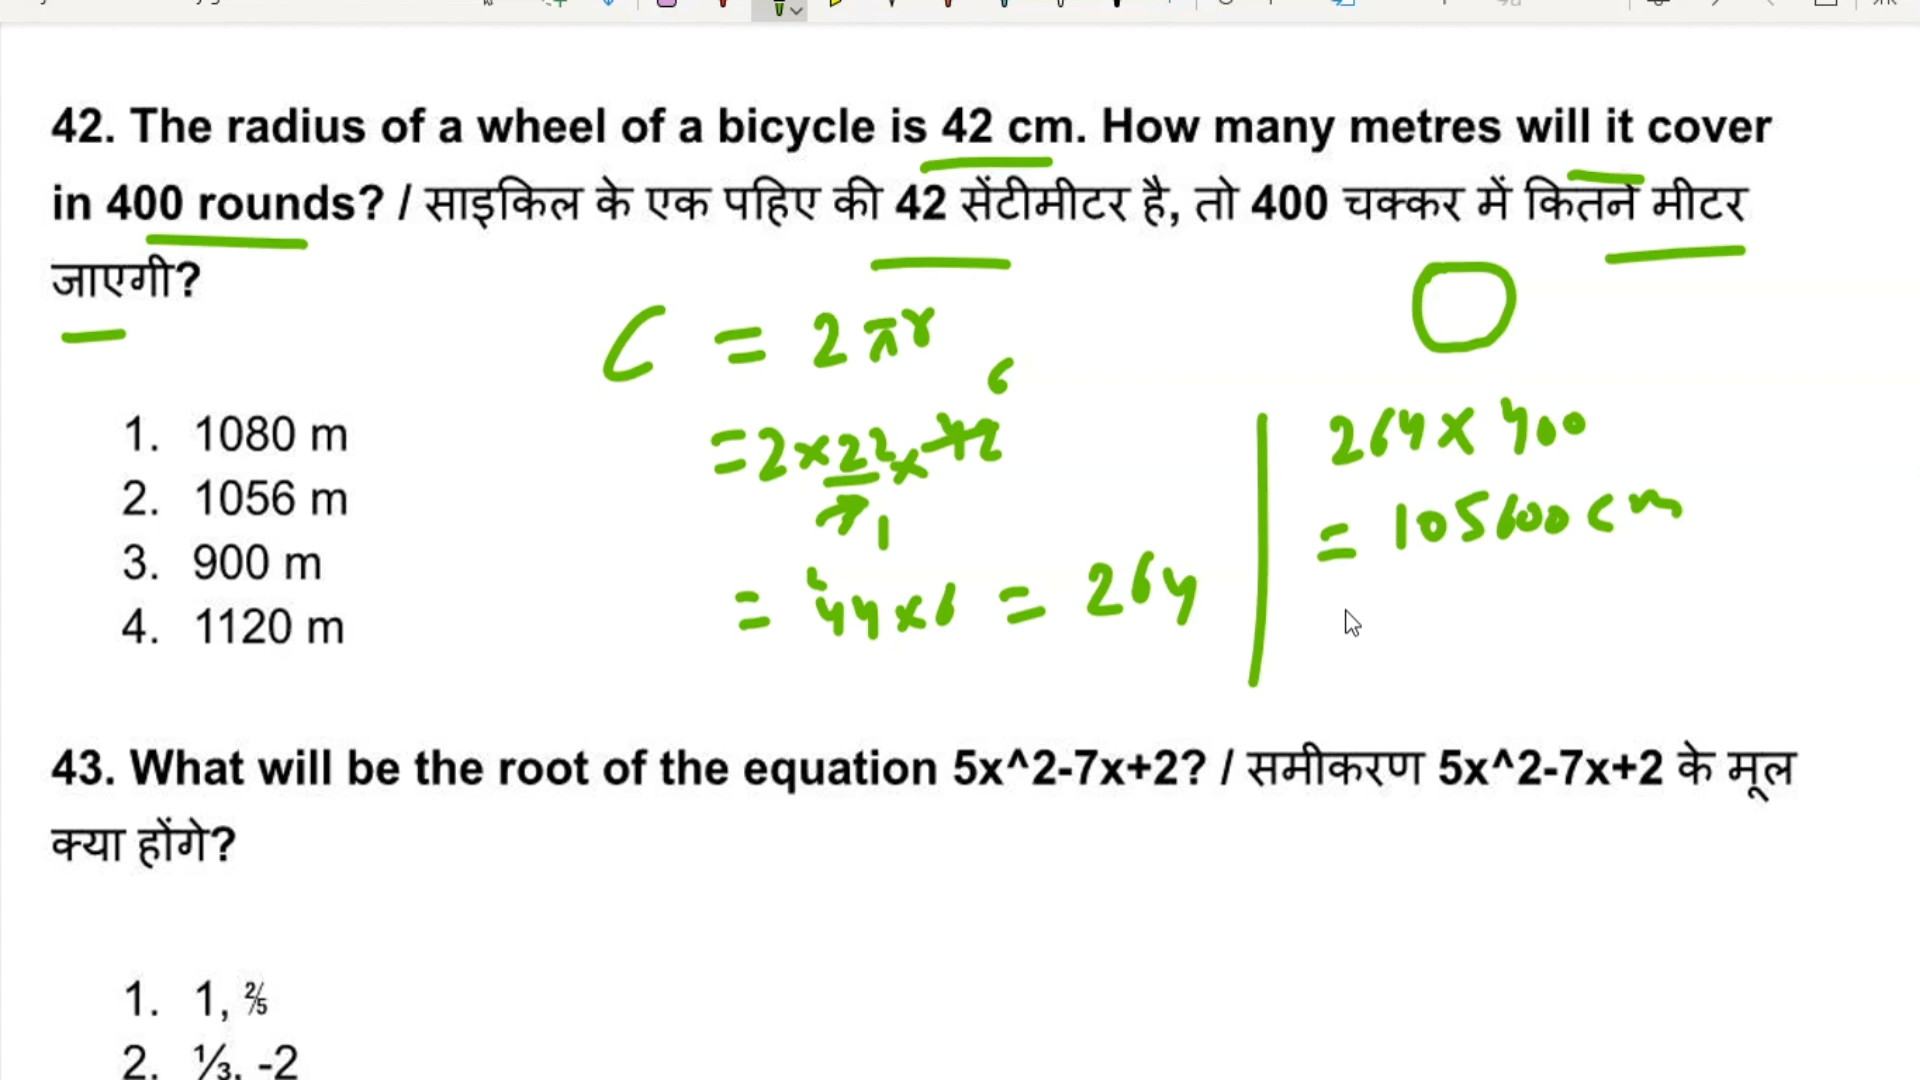 42. The radius of a wheel of a bicycle is 42 cm. How many metres will it cover
in 400 rounds? / साइकिल के एक पहिए की 42 सेंटीमीटर है, तो 400 चक्कर में कितने मीटर
जाएगी?
C = 2πr
6
1. 1080 m
264 x 400
= 2 x 22 x 42
2. 1056 m
7 1
= 105600 cm
3. 900 m
= 44 x 6 = 264
4. 1120 m
43. What will be the root of the equation 5x^2-7x+2? / समीकरण 5x^2-7x+2 के मूल
क्या होंगे?
1. 1, ⅖
2. ⅓, -2